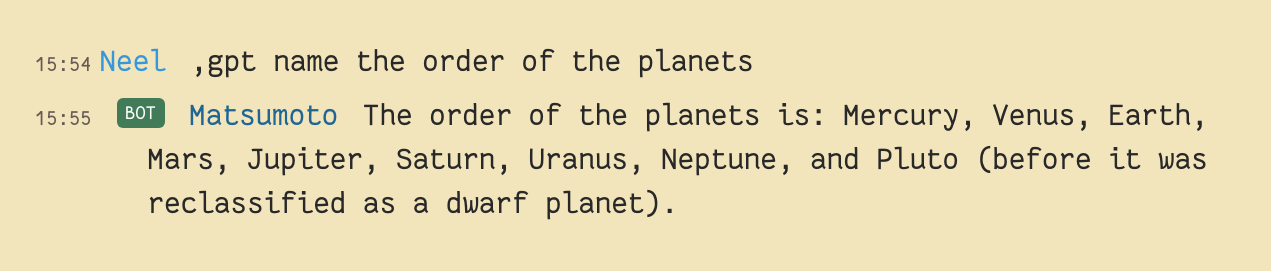 15:54 Neel ,gpt name the order of the planets
15:55 BOT Matsumoto The order of the planets is: Mercury, Venus, Earth,
Mars, Jupiter, Saturn, Uranus, Neptune, and Pluto (before it was
reclassified as a dwarf planet).